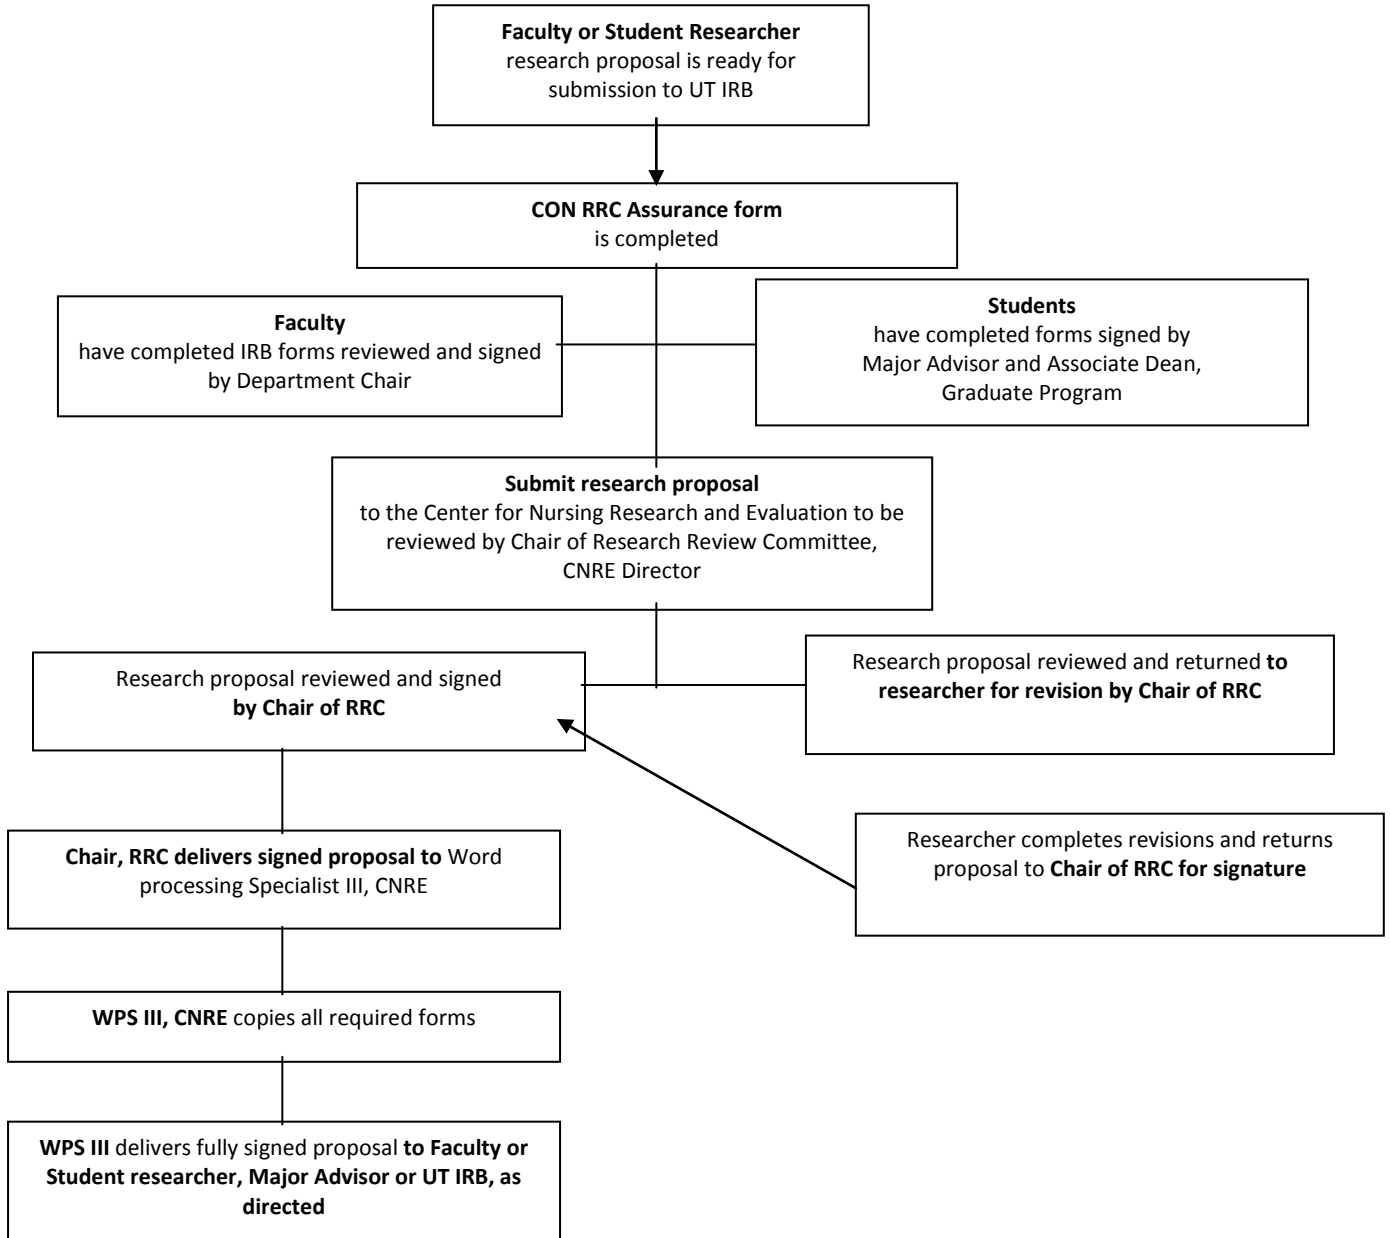 Faculty or Student Researcher
research proposal is ready for
submission to UT IRB
CON RRC Assurance form
is completed
Faculty
have completed IRB forms reviewed and signed
by Department Chair
Students
have completed forms signed by
Major Advisor and Associate Dean,
Graduate Program
Submit research proposal
to the Center for Nursing Research and Evaluation to be
reviewed by Chair of Research Review Committee,
CNRE Director
Research proposal reviewed and signed
by Chair of RRC
Research proposal reviewed and returned to
researcher for revision by Chair of RRC
Researcher completes revisions and returns
proposal to Chair of RRC for signature
Chair, RRC delivers signed proposal to Word
processing Specialist III, CNRE
WPS III, CNRE copies all required forms
WPS III delivers fully signed proposal to Faculty or
Student researcher, Major Advisor or UT IRB, as
directed